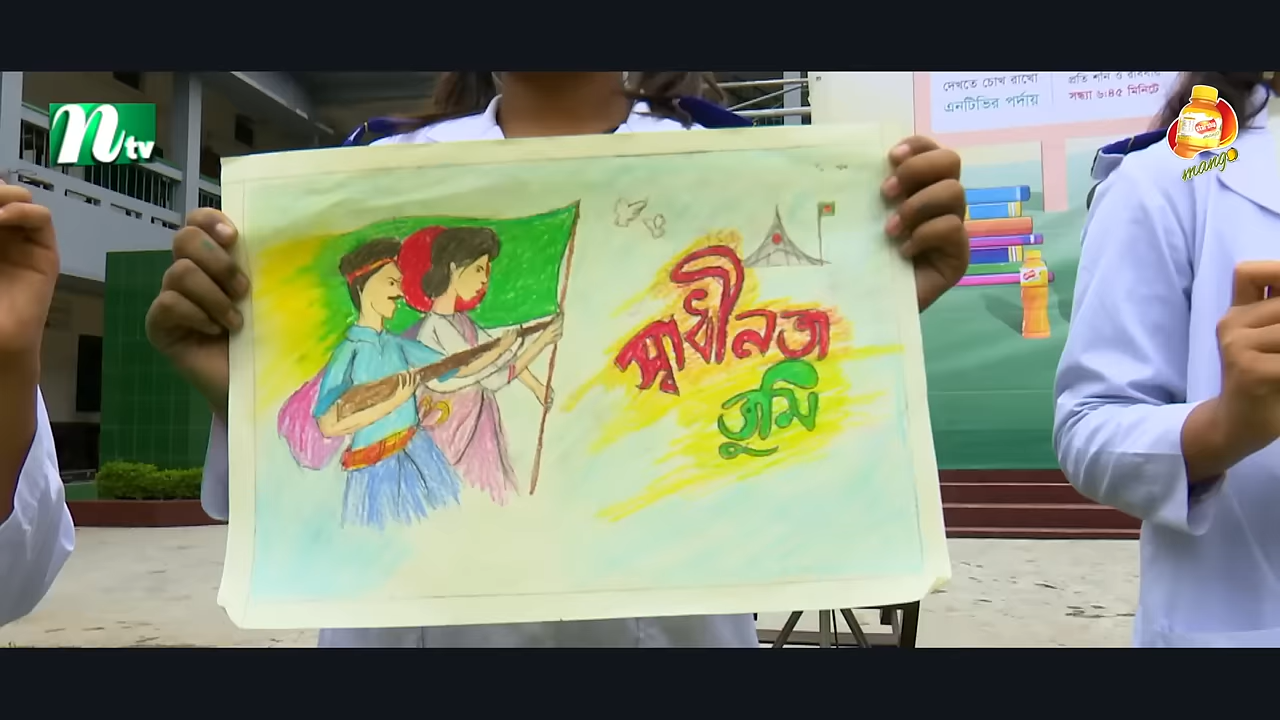 ntv
দেখতে চোখ রাখো
এনটিভির পর্দায়
প্রতি শনি ও রবিবার
সন্ধ্যা ৬:৪৫ মিনিটে
mango
স্বাধীনতা
তুমি